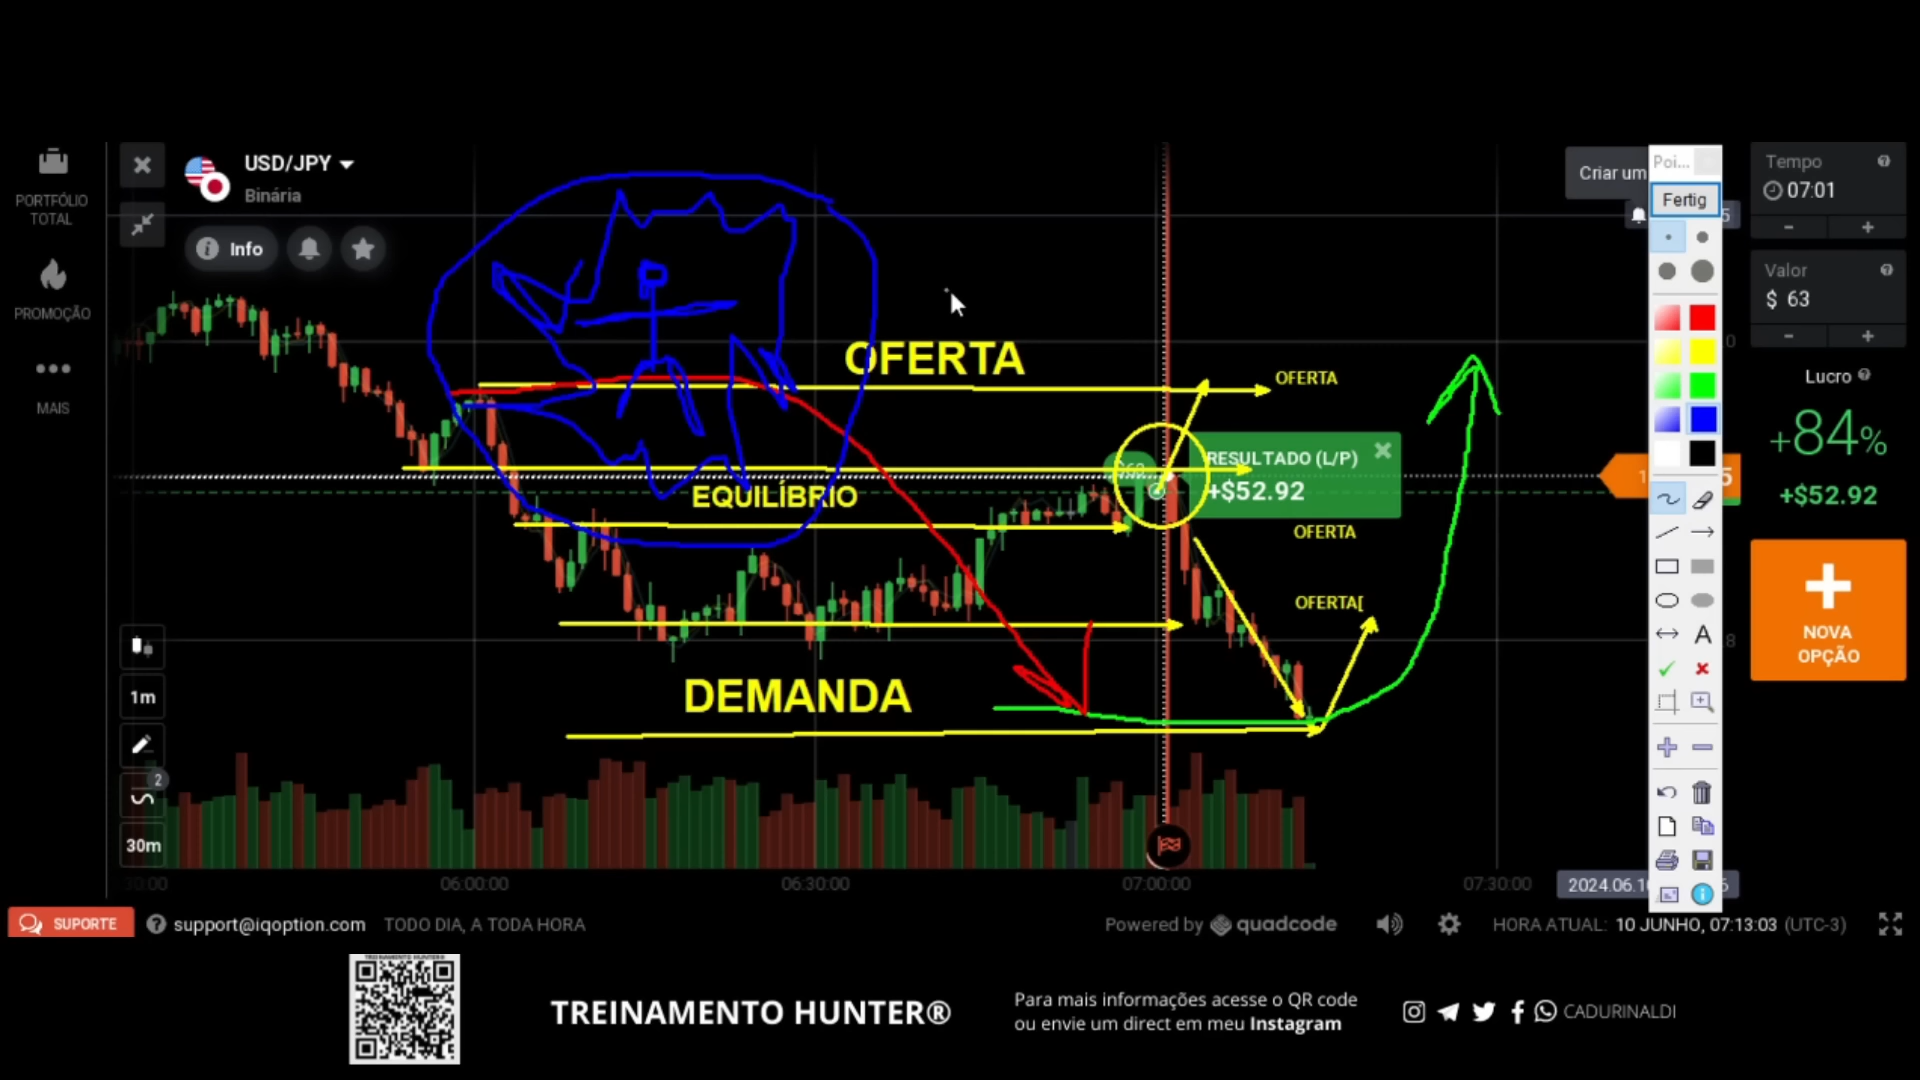 USD/JPY
Binária
Info
PORTFÓLIO
TOTAL
PROMOÇÃO
MAIS
Criar um
Poi...
Fertig
Tempo
07:01
Valor
$ 63
Lucro
+84%
+$52.92
NOVA
OPÇÃO
OFERTA
OFERTA
RESULTADO (L/P)
+$52.92
EQUILÍBRIO
OFERTA
OFERTA[
DEMANDA
1m
2
30m
A
06:00:00
06:30:00
07:00:00
07:30:00
SUPORTE
support@iqoption.com
TODO DIA, A TODA HORA
Powered by quadcode
HORA ATUAL: 10 JUNHO, 07:13:03 (UTC-3)
TREINAMENTO HUNTER®
Para mais informações acesse o QR code
ou envie um direct em meu Instagram
CADURINALDI